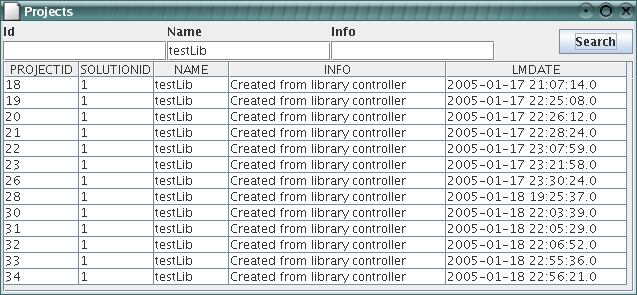 Projects
Id Name Info
testLib Search
PROJECTID SOLUTIONID NAME INFO LMDATE
18 1 testLib Created from library controller 2005-01-17 21:07:14.0
19 1 testLib Created from library controller 2005-01-17 22:25:08.0
20 1 testLib Created from library controller 2005-01-17 22:26:12.0
21 1 testLib Created from library controller 2005-01-17 22:28:24.0
22 1 testLib Created from library controller 2005-01-17 23:07:59.0
23 1 testLib Created from library controller 2005-01-17 23:21:58.0
26 1 testLib Created from library controller 2005-01-17 23:30:24.0
28 1 testLib Created from library controller 2005-01-18 19:25:37.0
30 1 testLib Created from library controller 2005-01-18 22:03:39.0
31 1 testLib Created from library controller 2005-01-18 22:05:29.0
32 1 testLib Created from library controller 2005-01-18 22:06:52.0
33 1 testLib Created from library controller 2005-01-18 22:55:36.0
34 1 testLib Created from library controller 2005-01-18 22:56:21.0